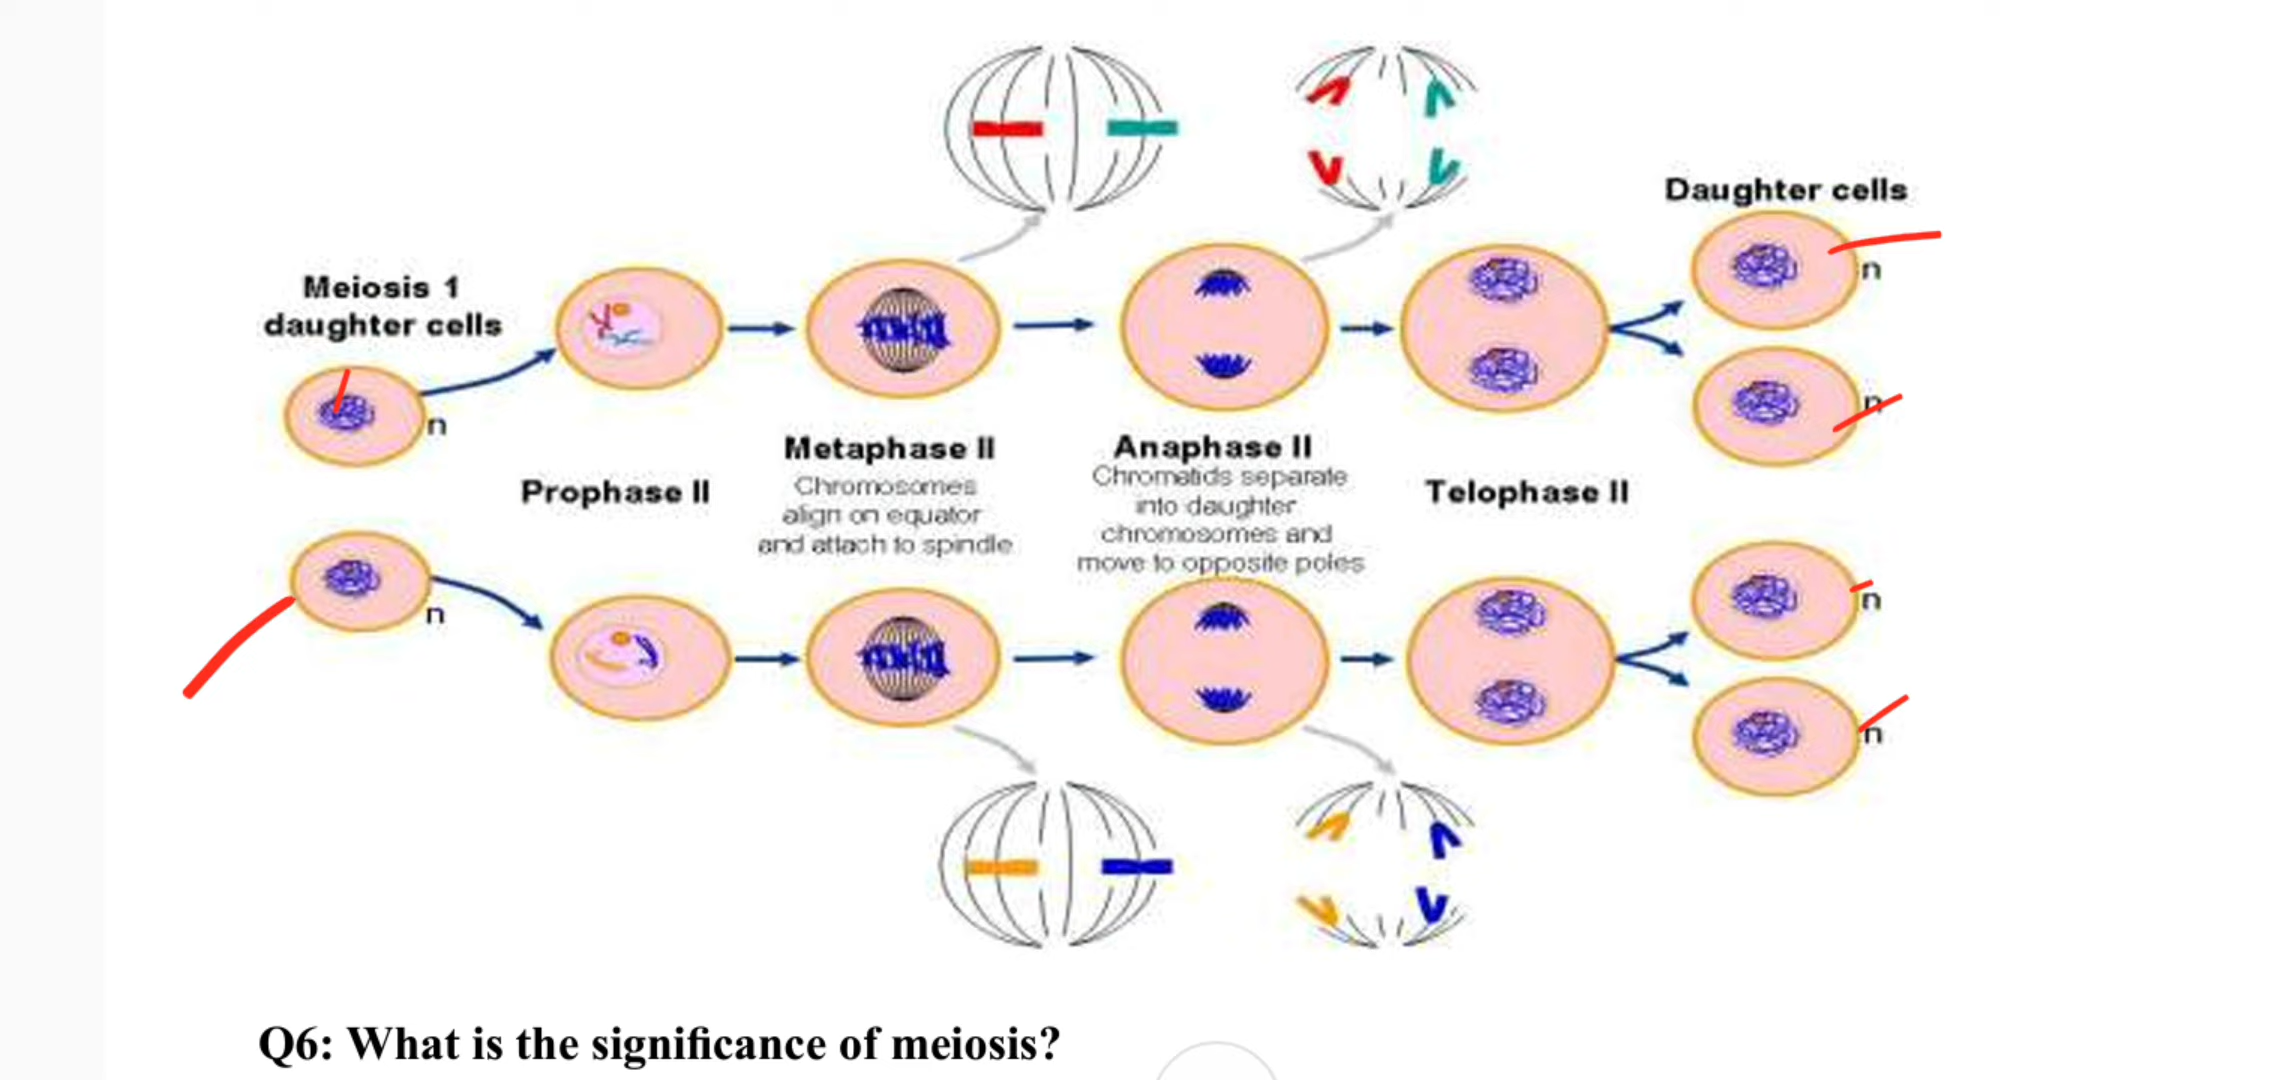 Daughter cells
n
Meiosis 1
daughter cells
n
n
Metaphase II
Chromosomes
align on equator
and attach to spindle
Anaphase II
Chromatids separate
into daughter
chromosomes and
move to opposite poles
Prophase II
Telophase II
n
n
n
Q6: What is the significance of meiosis?